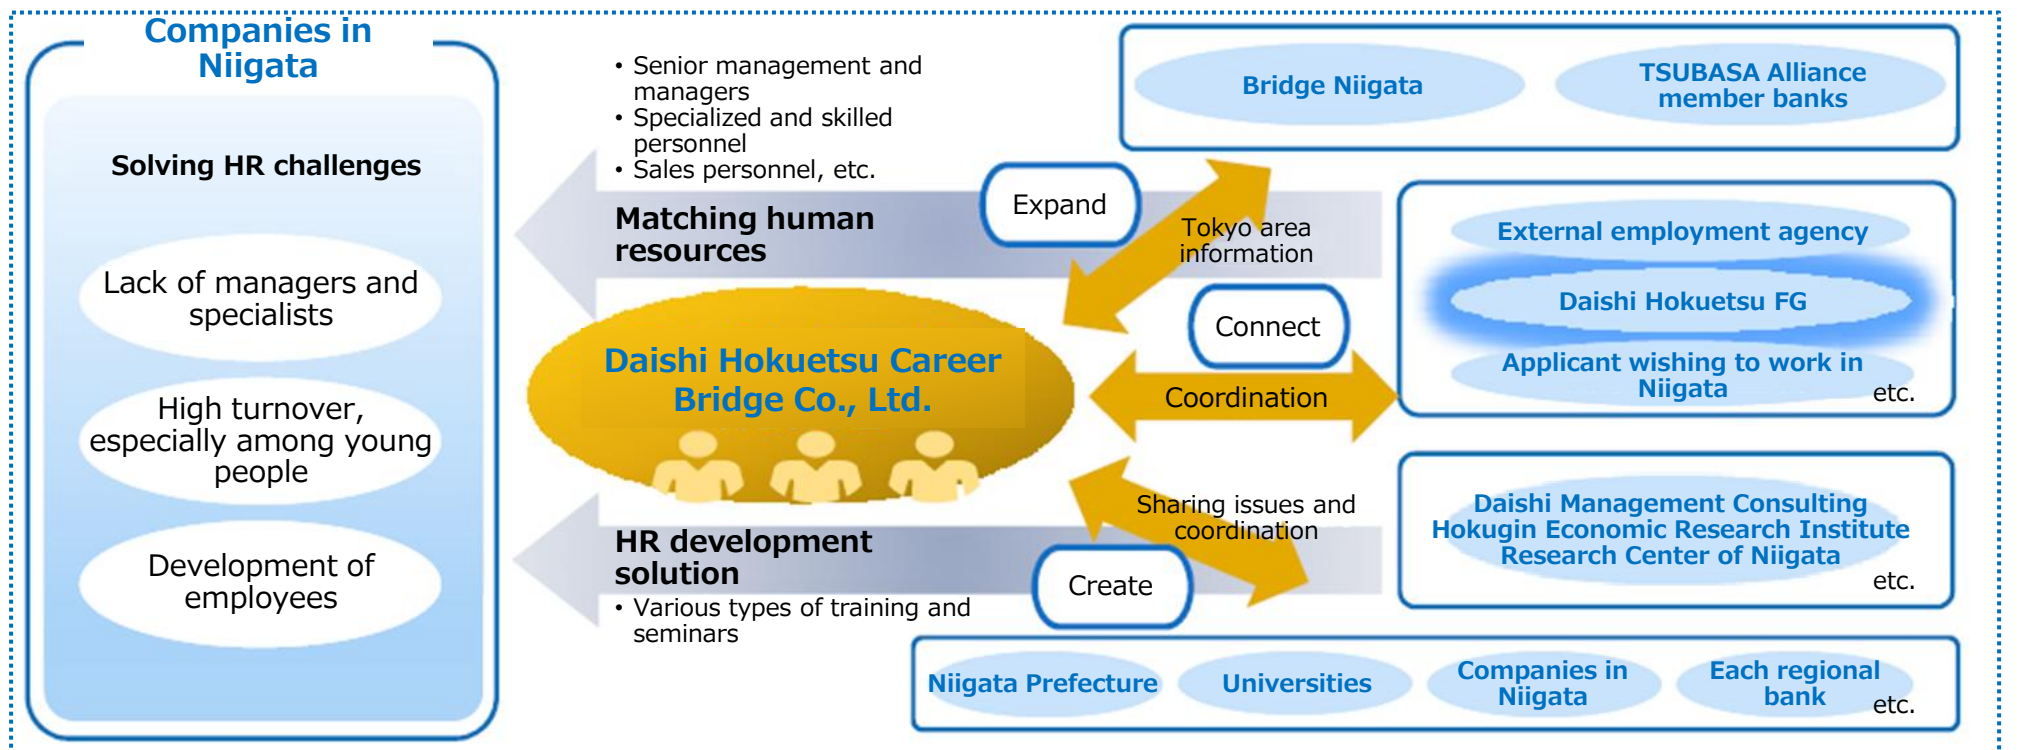 Companies in
Niigata
Solving HR challenges
Lack of managers and
specialists
High turnover,
especially among young
people
Development of
employees
• Senior management and
managers
• Specialized and skilled
personnel
• Sales personnel, etc.
Matching human
resources
Expand
Tokyo area
information
Connect
Daishi Hokuetsu Career
Bridge Co., Ltd.
Coordination
Sharing issues and
coordination
HR development
solution
• Various types of training and
seminars
Create
Bridge Niigata
TSUBASA Alliance
member banks
External employment agency
Daishi Hokuetsu FG
Applicant wishing to work in
Niigata
etc.
Daishi Management Consulting
Hokugin Economic Research Institute
Research Center of Niigata
etc.
Niigata Prefecture
Universities
Companies in
Niigata
Each regional
bank
etc.